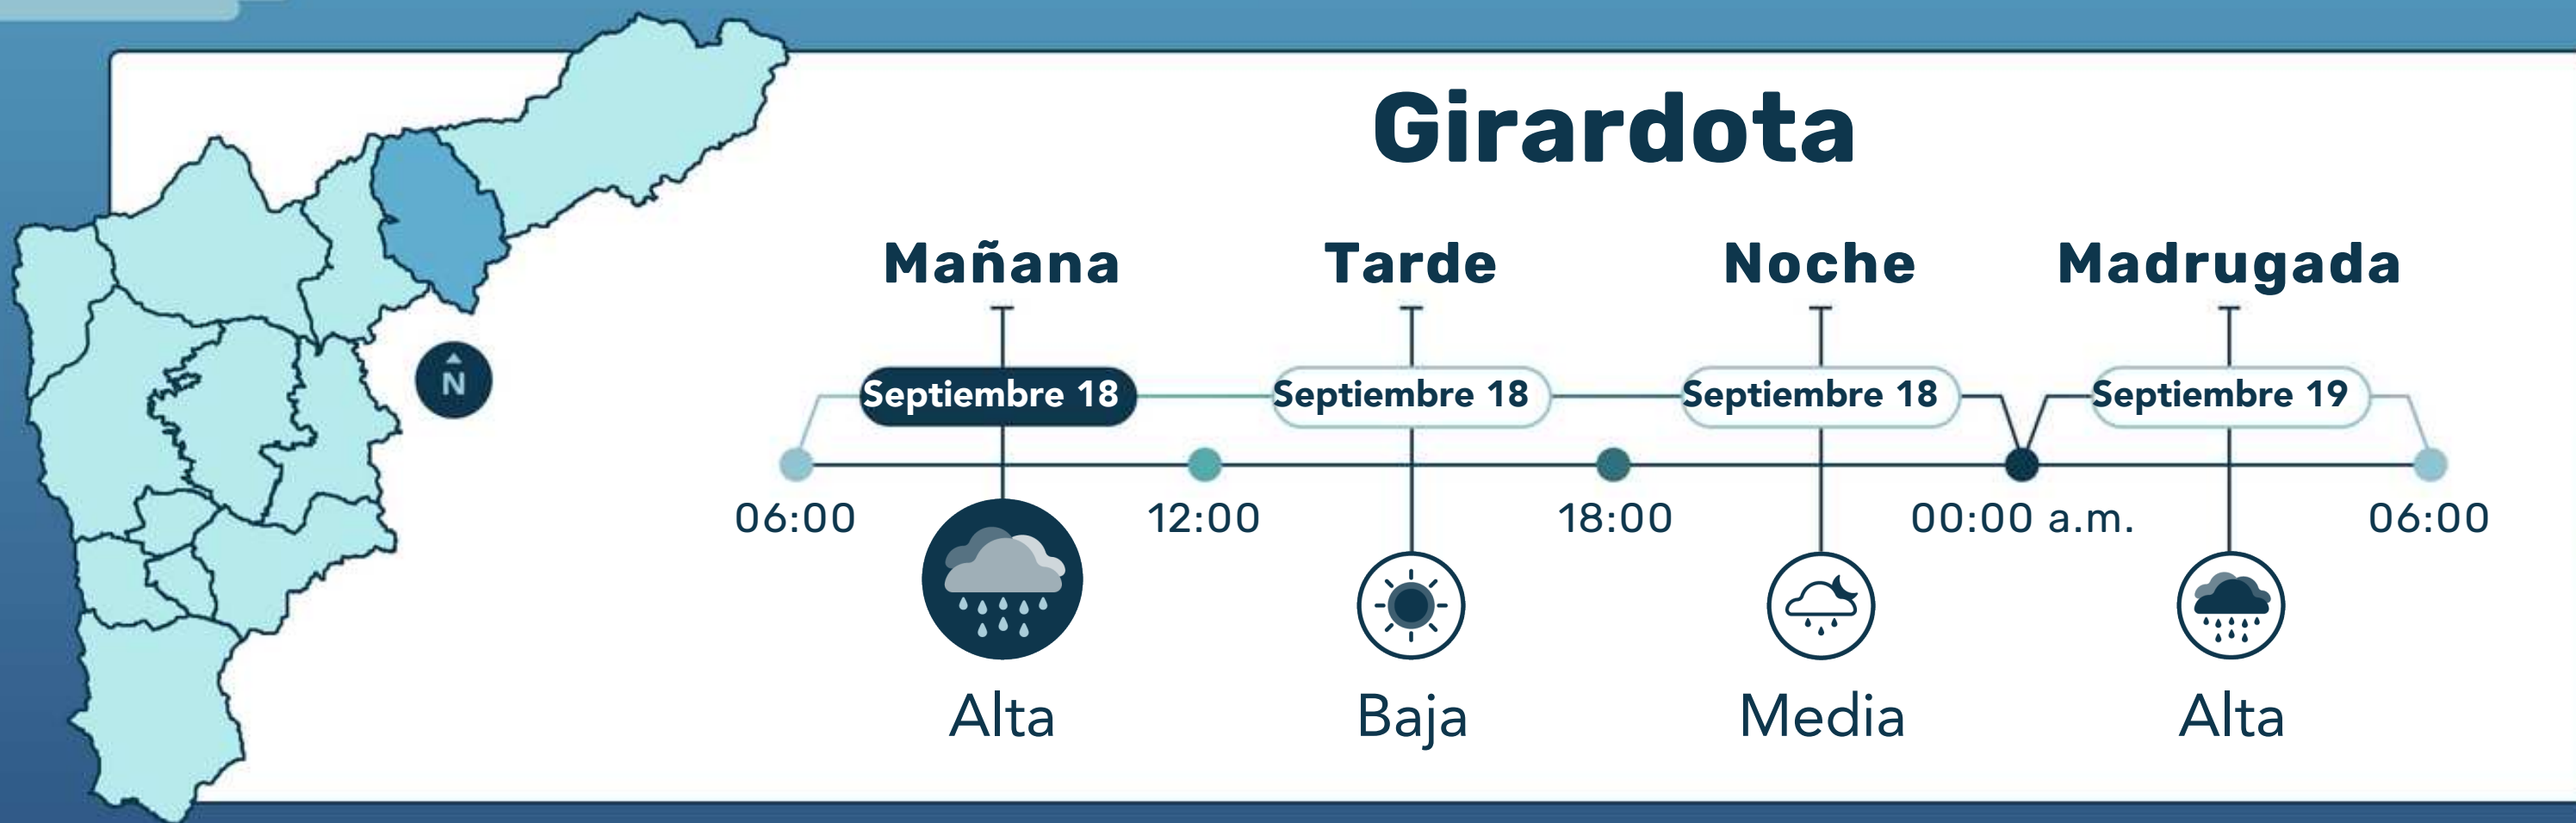 Girardota
Mañana Tarde Noche Madrugada
Septiembre 18 Septiembre 18 Septiembre 18 Septiembre 19
N
06:00 12:00 18:00 00:00 a.m. 06:00
Alta Baja Media Alta